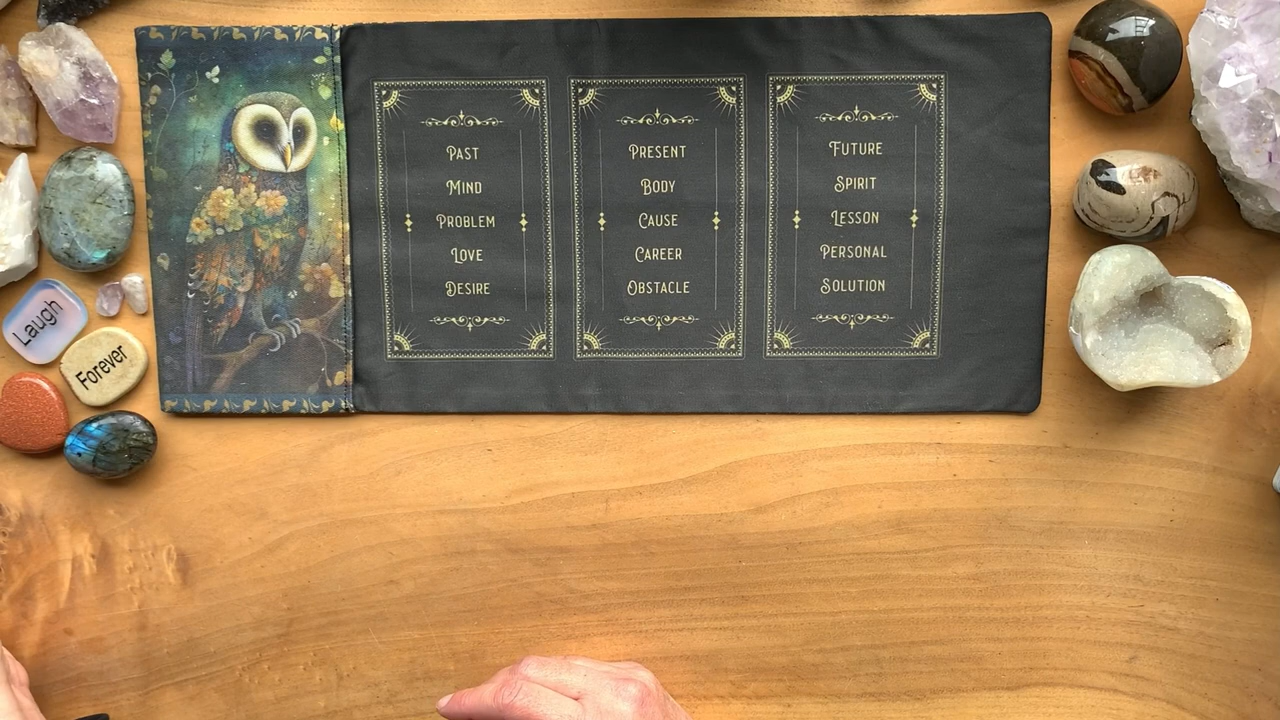 Past
Mind
Problem
Love
Desire
Present
Body
Cause
Career
Obstacle
Future
Spirit
Lesson
Personal
Solution
Laugh
Forever